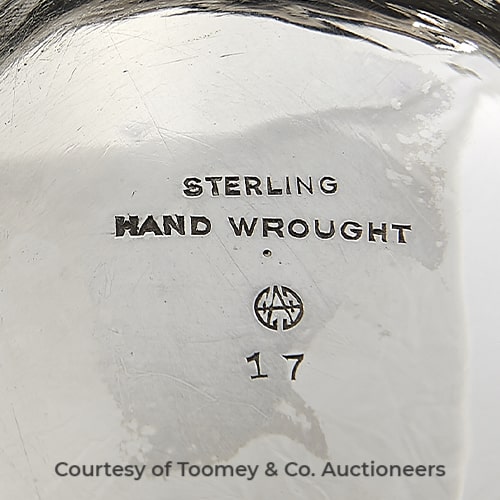 STERLING
HAND WROUGHT
17
Courtesy of Toomey & Co. Auctioneers